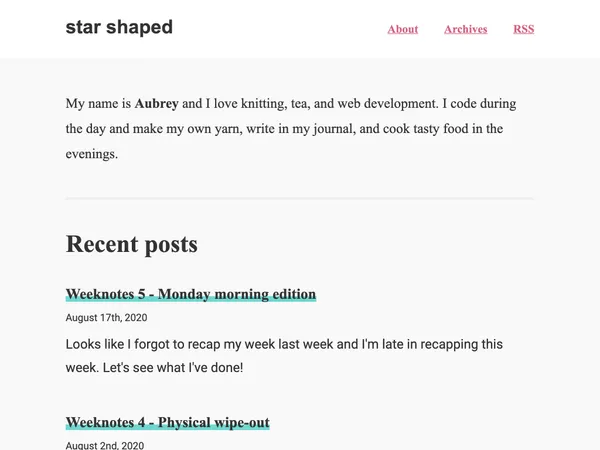 star shaped
About Archives RSS
My name is Aubrey and I love knitting, tea, and web development. I code during
the day and make my own yarn, write in my journal, and cook tasty food in the
evenings.
Recent posts
Weeknotes 5 - Monday morning edition
August 17th, 2020
Looks like I forgot to recap my week last week and I'm late in recapping this
week. Let's see what I've done!
Weeknotes 4 - Physical wipe-out
August 2nd, 2020